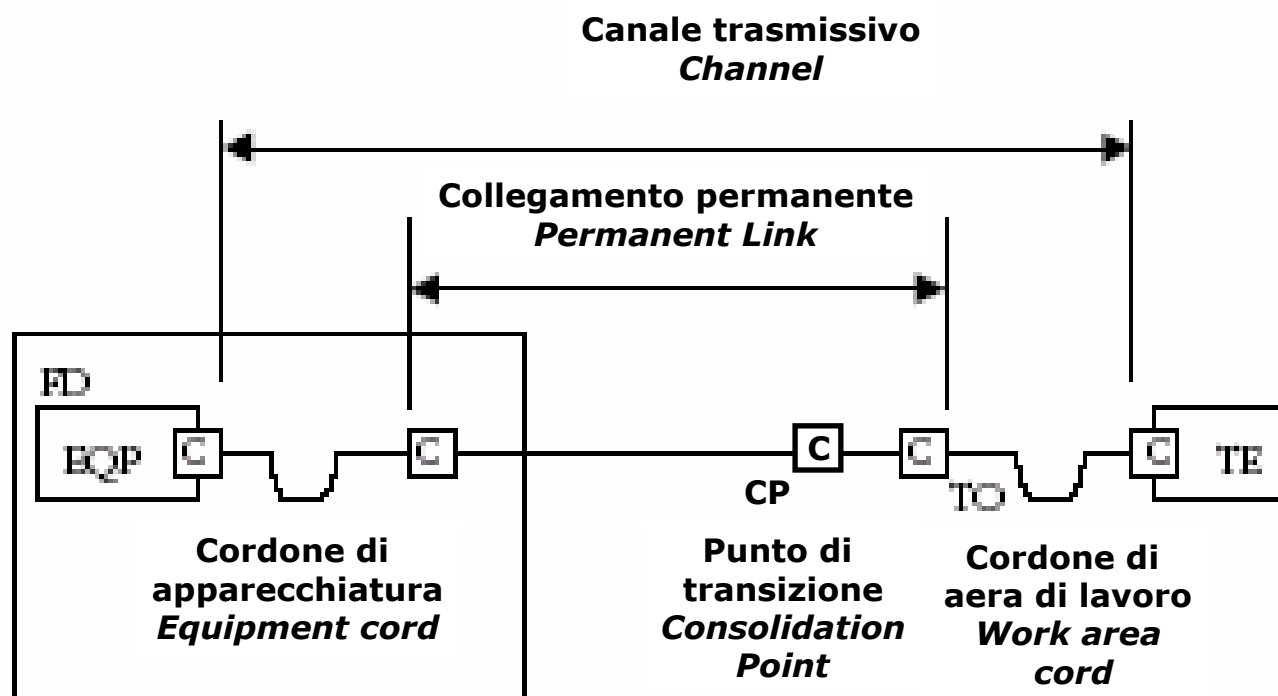 Canale trasmissivo
Channel
Collegamento permanente
Permanent Link
FD
EQP
C
C
C
C
C
TE
CP
TO
Cordone di
apparecchiatura
Equipment cord
Punto di
transizione
Consolidation
Point
Cordone di
aera di lavoro
Work area
cord